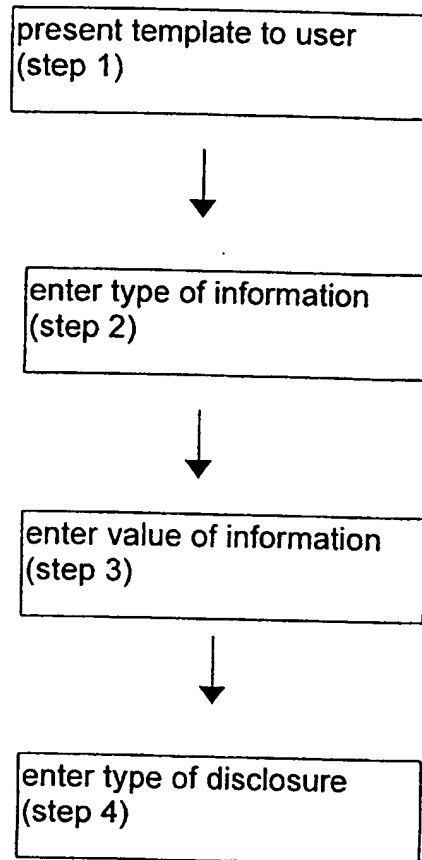 present template to user
(step 1)
enter type of information
(step 2)
enter value of information
(step 3)
enter type of disclosure
(step 4)